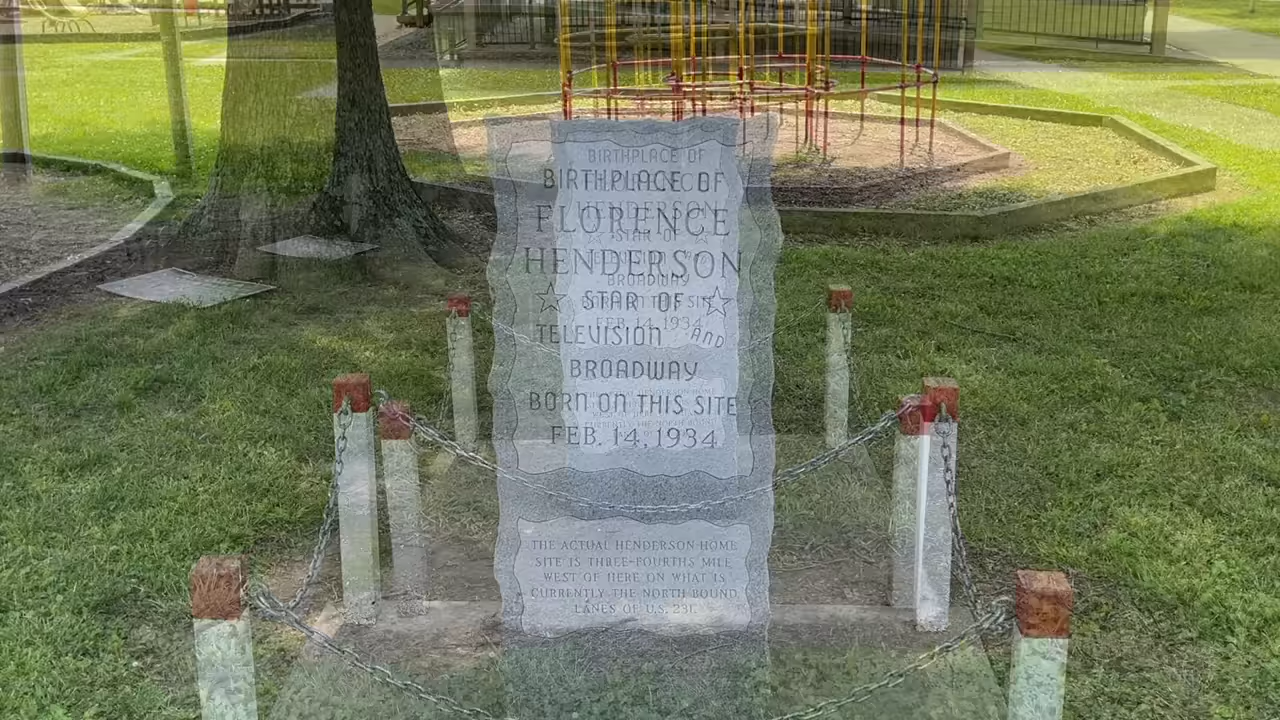 BIRTHPLACE OF
FLORENCE
HENDERSON
STAR OF
TELEVISION AND
BROADWAY
BORN ON THIS SITE
FEB. 14, 1934
THE ACTUAL HENDERSON HOME
SITE IS THREE-FOURTHS MILE
WEST OF HERE ON WHAT IS
CURRENTLY THE NORTH BOUND
LANES OF U.S. 231.